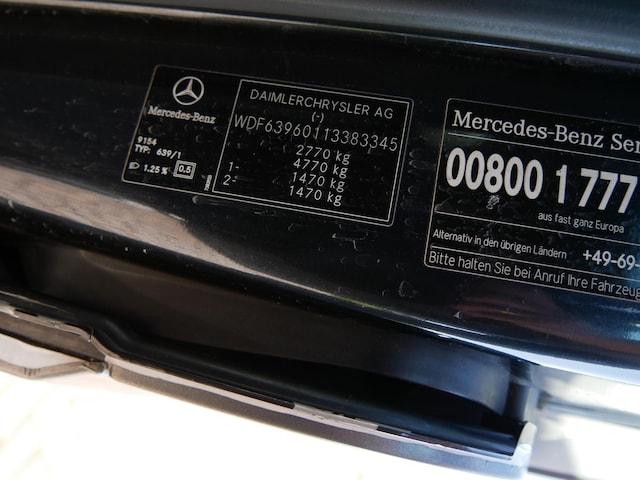 Mercedes-Benz
9154
TYP: 639/1
1.25 % 0.5
DAIMLERCHRYSLER AG
(-)
WDF63960113383345
2770 kg
4770 kg
1- 1470 kg
2- 1470 kg
Mercedes-Benz Ser
00800 1 777
aus fast ganz Europa
Alternativ in den übrigen Ländern +49-69-
Bitte halten Sie bei Anruf Ihre Fahrzeug